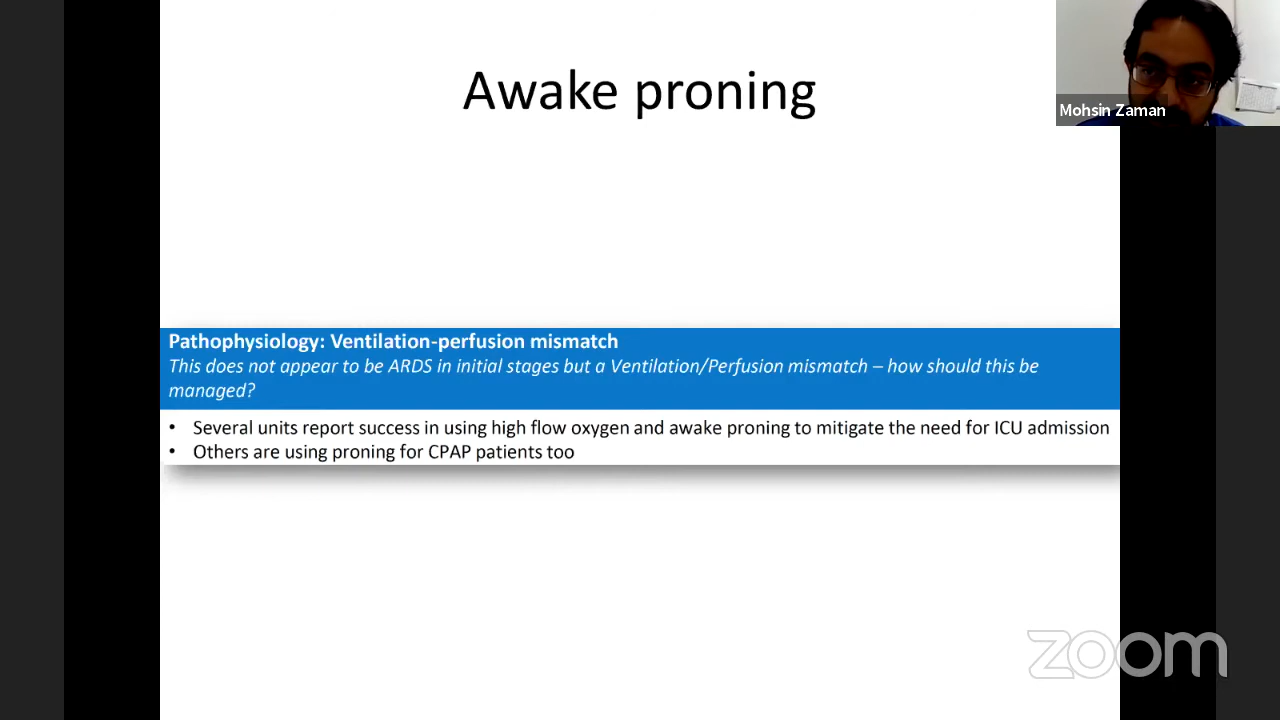 Awake proning
Mohsin Zaman
Pathophysiology: Ventilation-perfusion mismatch
This does not appear to be ARDS in initial stages but a Ventilation/Perfusion mismatch – how should this be
managed?
• Several units report success in using high flow oxygen and awake proning to mitigate the need for ICU admission
• Others are using proning for CPAP patients too
zoom